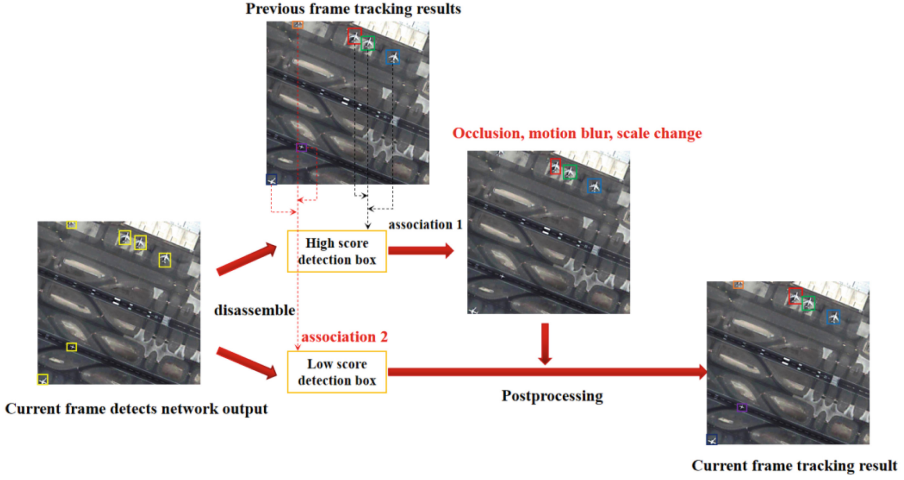 Previous frame tracking results
Occlusion, motion blur, scale change
association 1
High score
detection box
disassemble
association 2
Low score
detection box
Current frame detects network output
Postprocessing
Current frame tracking result